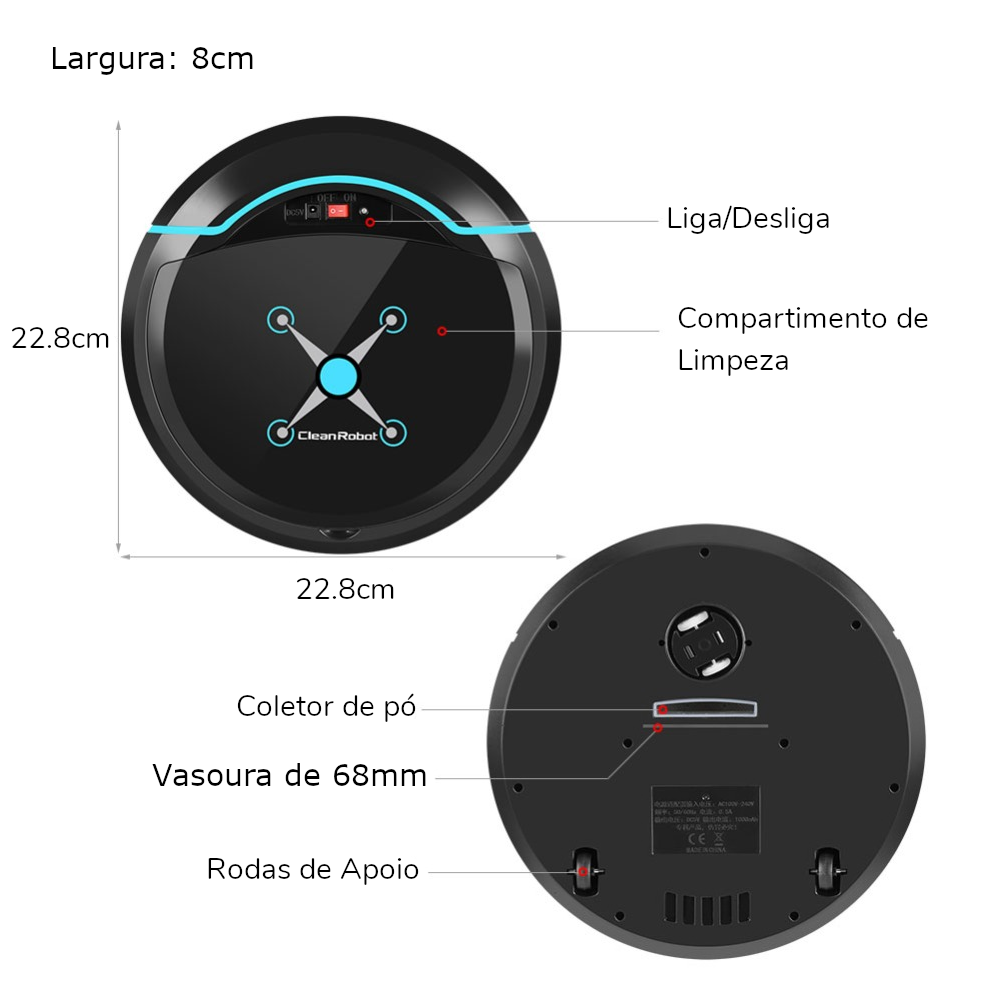 Largura: 8cm
OFF ON
DC5V
Liga/Desliga
Compartimento de
Limpeza
22.8cm
CleanRobot
22.8cm
Coletor de pó
Vasoura de 68mm
Rodas de Apoio
CE
MADE IN CHINA